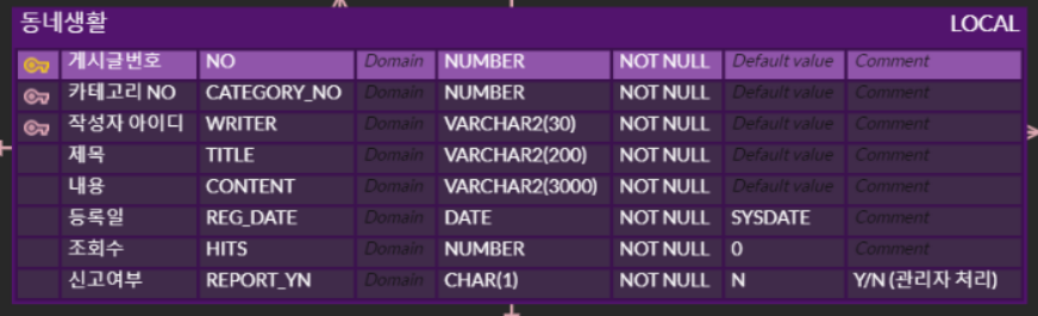 동네생활 LOCAL
게시글번호 NO Domain NUMBER NOT NULL Default value Comment
카테고리 NO CATEGORY_NO Domain NUMBER NOT NULL Default value Comment
작성자 아이디 WRITER Domain VARCHAR2(30) NOT NULL Default value Comment
제목 TITLE Domain VARCHAR2(200) NOT NULL Default value Comment
내용 CONTENT Domain VARCHAR2(3000) NOT NULL Default value Comment
등록일 REG_DATE Domain DATE NOT NULL SYSDATE Comment
조회수 HITS Domain NUMBER NOT NULL 0 Comment
신고여부 REPORT_YN Domain CHAR(1) NOT NULL N Y/N (관리자 처리)